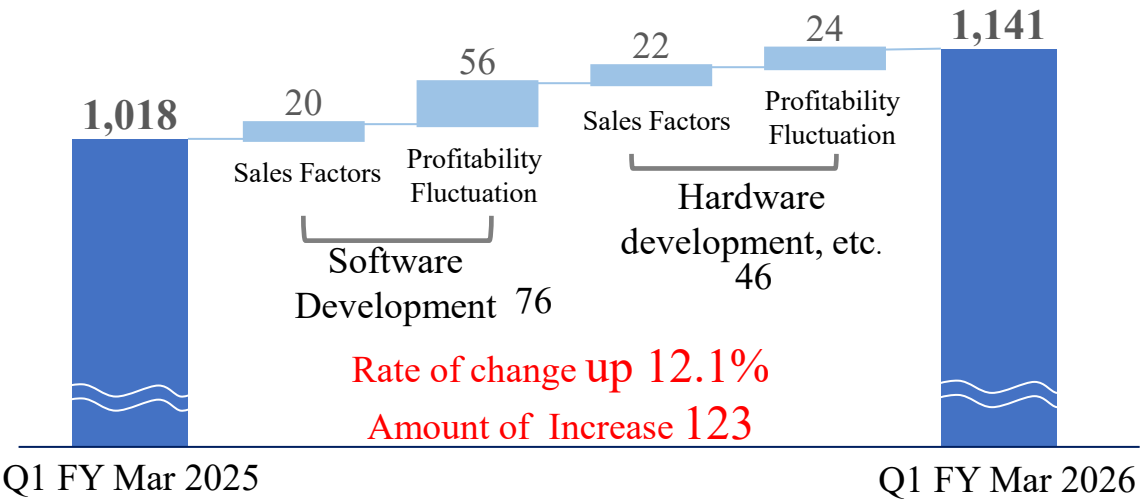 1,018
20
Sales Factors
56
Profitability
Fluctuation
Software
Development 76
22
Sales Factors
24
Profitability
Fluctuation
Hardware
development, etc.
46
1,141
Rate of change up 12.1%
Amount of Increase 123
Q1 FY Mar 2025
Q1 FY Mar 2026